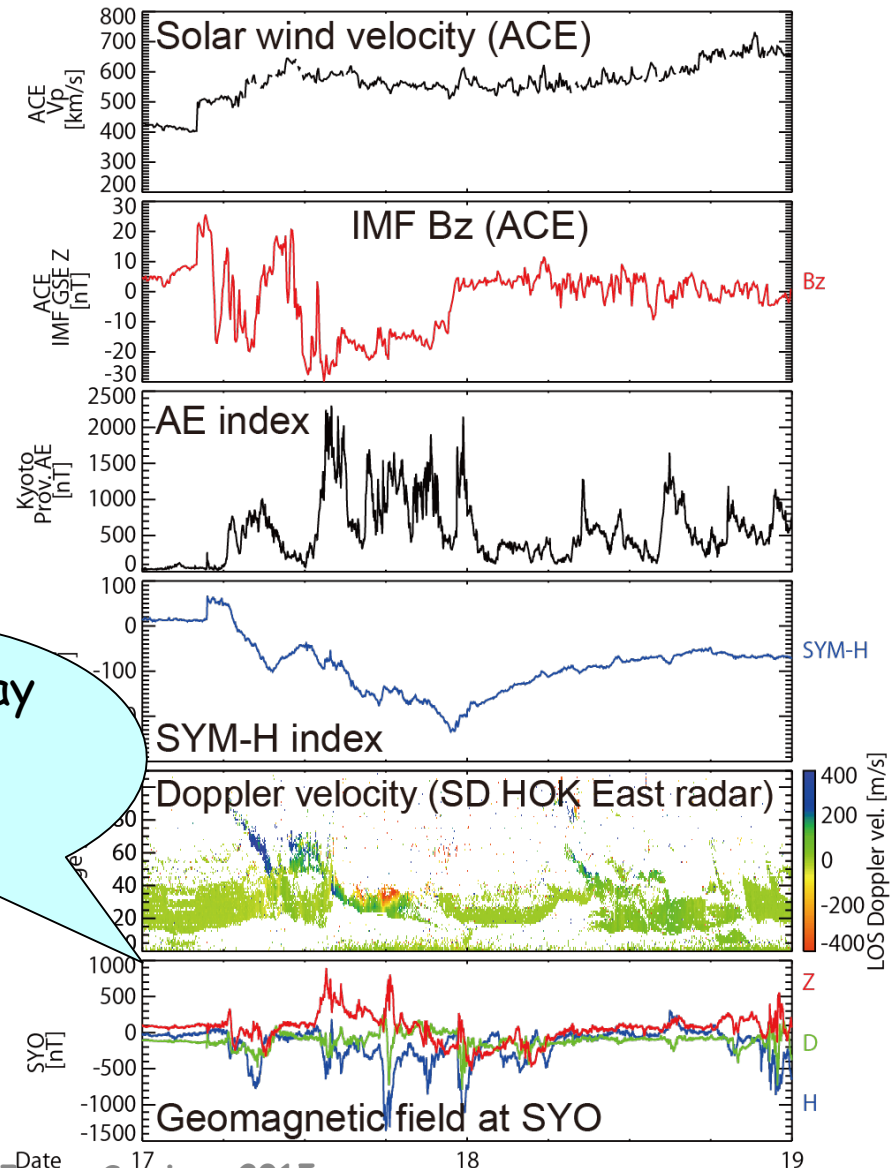 Solar wind velocity (ACE)
ACE
Vp
[km/s]
800
700
600
500
400
300
200
IMF Bz (ACE)
ACE
IMF GSE Z
[nT]
30
20
10
0
-10
-20
-30
Bz
AE index
Kyoto
Prov. AE
[nT]
2500
2000
1500
1000
500
0
100
0
-100
SYM-H
SYM-H index
ay
Doppler velocity (SD HOK East radar)
60
40
20
400
200
0
-200
-400
LOS Doppler vel. [m/s]
SYO
[nT]
1000
500
0
-500
-1000
-1500
Z
D
H
Geomagnetic field at SYO
Date
17
18
19